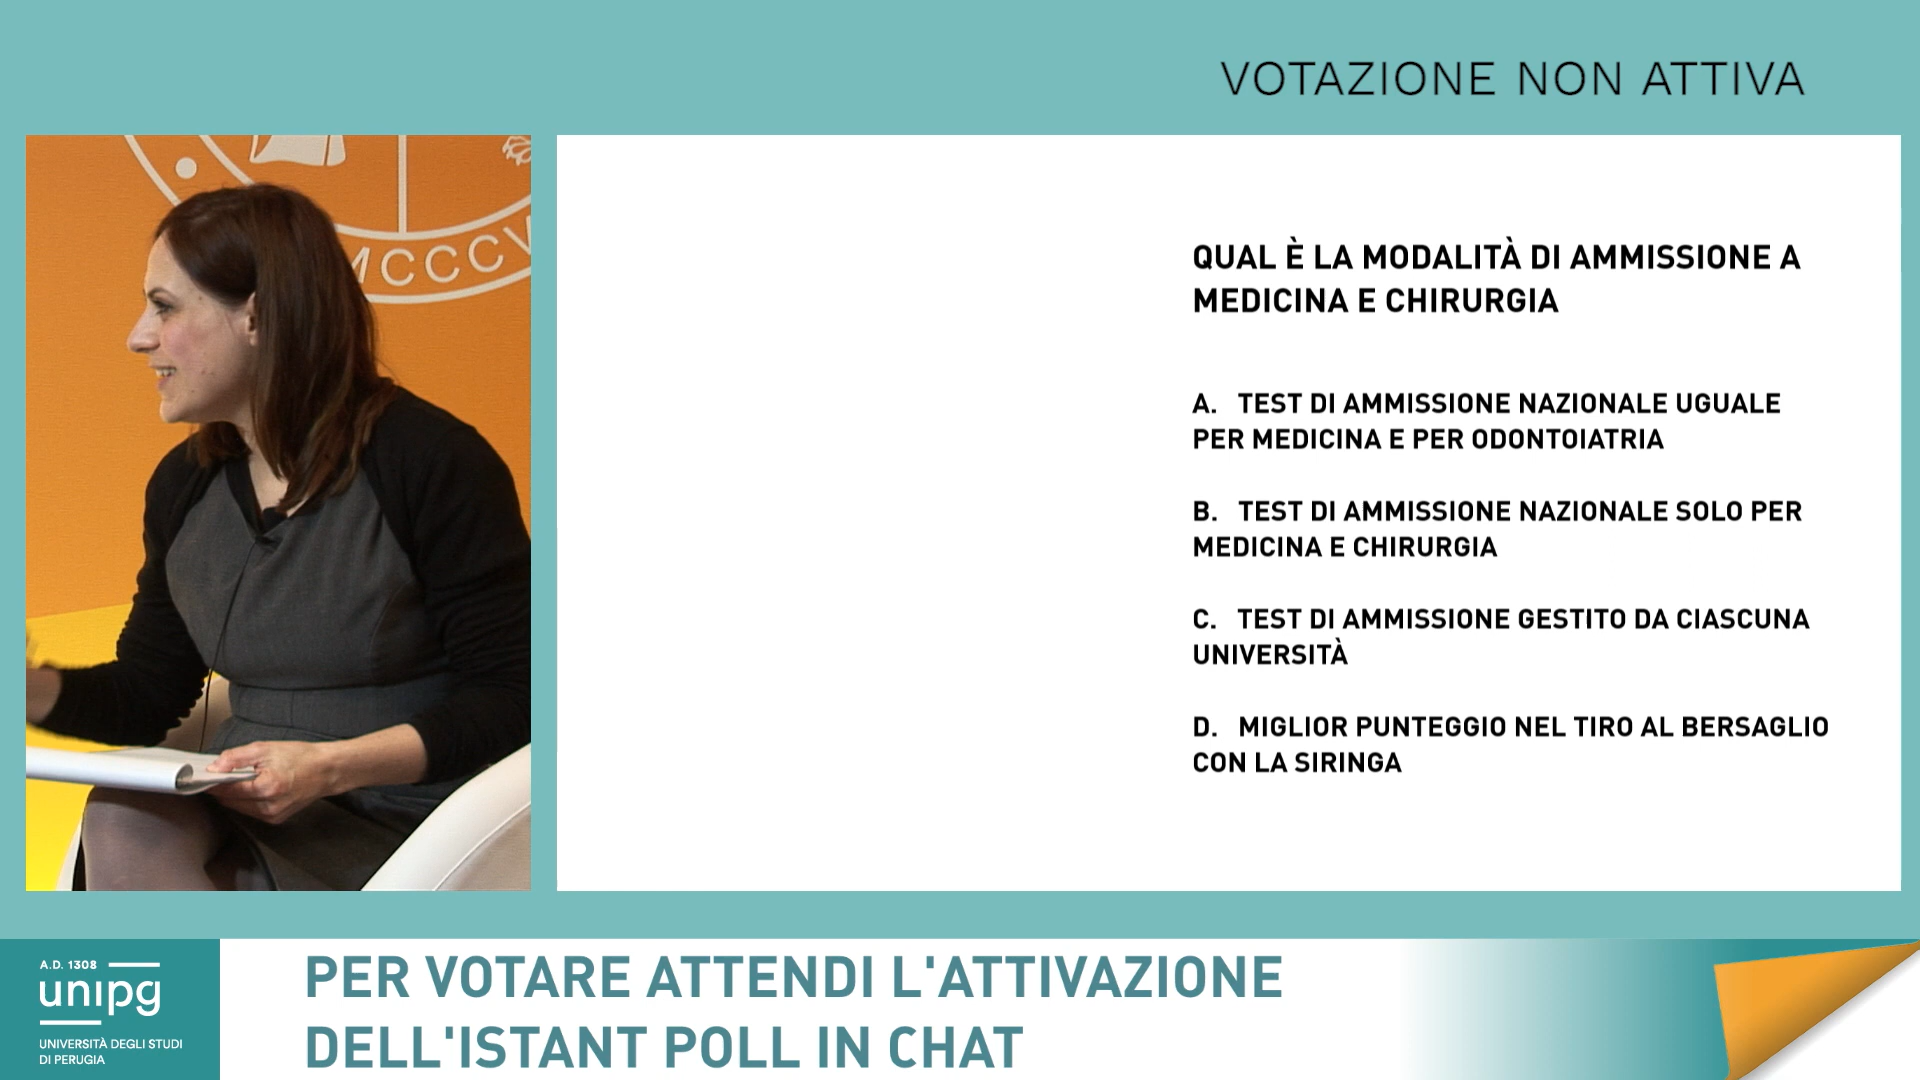 VOTAZIONE NON ATTIVA
MCCCV
QUAL È LA MODALITÀ DI AMMISSIONE A
MEDICINA E CHIRURGIA
A. TEST DI AMMISSIONE NAZIONALE UGUALE
PER MEDICINA E PER ODONTOIATRIA
B. TEST DI AMMISSIONE NAZIONALE SOLO PER
MEDICINA E CHIRURGIA
C. TEST DI AMMISSIONE GESTITO DA CIASCUNA
UNIVERSITÀ
D. MIGLIOR PUNTEGGIO NEL TIRO AL BERSAGLIO
CON LA SIRINGA
A.D. 1308
unipg
UNIVERSITÀ DEGLI STUDI
DI PERUGIA
PER VOTARE ATTENDI L'ATTIVAZIONE
DELL'ISTANT POLL IN CHAT